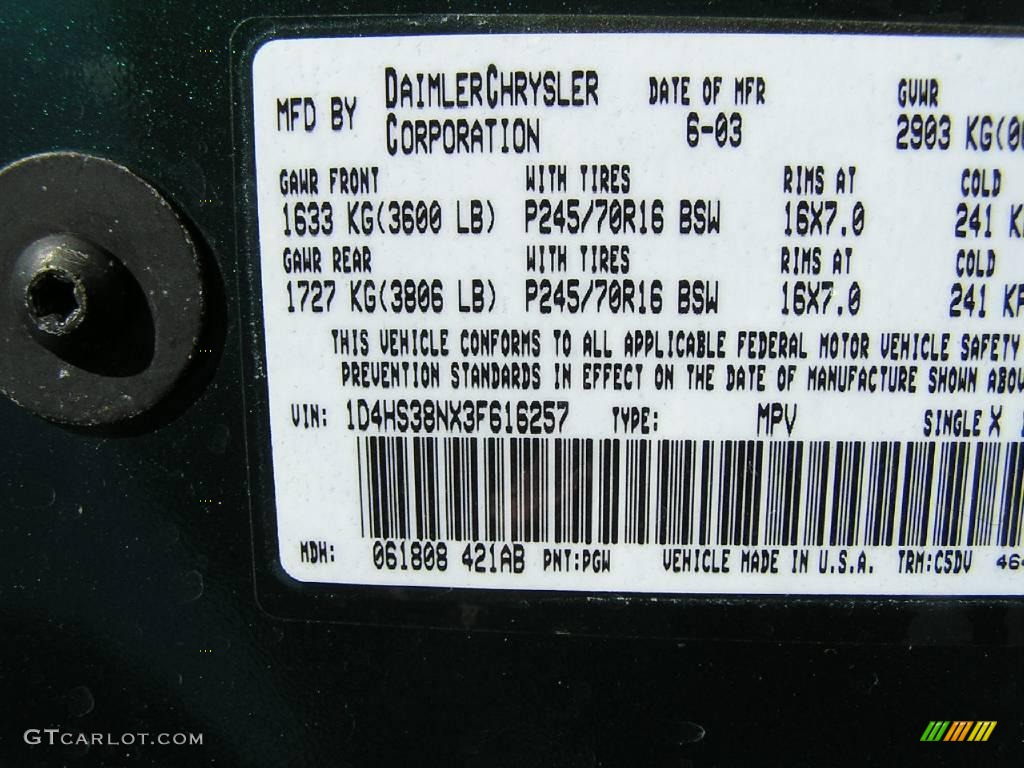 MFD BY DAIMLERCHRYSLER CORPORATION DATE OF MFR 6-03 GVWR 2903 KG(
GAWR FRONT WITH TIRES RIMS AT COLD
1633 KG(3600 LB) P245/70R16 BSW 16X7.0 241
GAWR REAR WITH TIRES RIMS AT COLD
1727 KG(3806 LB) P245/70R16 BSW 16X7.0 241
THIS VEHICLE CONFORMS TO ALL APPLICABLE FEDERAL MOTOR VEHICLE SAFETY
PREVENTION STANDARDS IN EFFECT ON THE DATE OF MANUFACTURE SHOWN
VIN: 1D4HS38NX3F616257 TYPE: MPV SINGLE X
MDH: 061808 421AB PNT:PGW VEHICLE MADE IN U.S.A. TRM:C5DV
GTCARLOT.COM